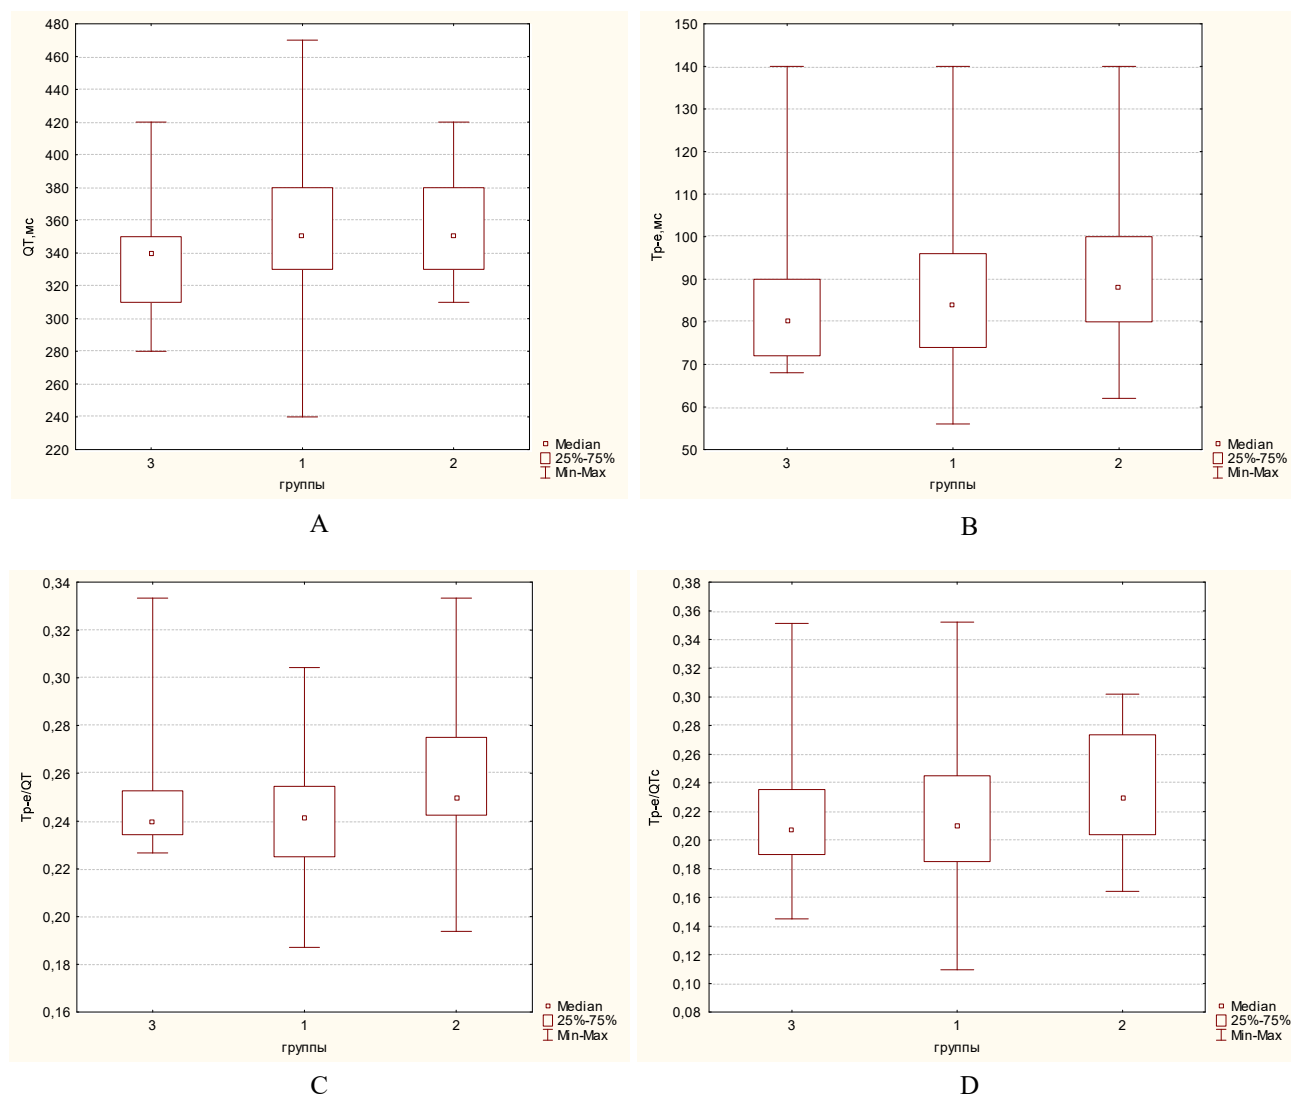 480
460
440
420
400
380
360
340
320
300
280
260
240
220
QT,мс
3 1 2
группы
Median
25%-75%
Min-Max
A
150
140
130
120
110
100
90
80
70
60
50
Tp-e,мс
3 1 2
группы
Median
25%-75%
Min-Max
B
0,34
0,32
0,30
0,28
0,26
0,24
0,22
0,20
0,18
0,16
Tp-e/QT
3 1 2
группы
Median
25%-75%
Min-Max
C
0,38
0,36
0,34
0,32
0,30
0,28
0,26
0,24
0,22
0,20
0,18
0,16
0,14
0,12
0,10
0,08
Tp-e/QTc
3 1 2
группы
Median
25%-75%
Min-Max
D